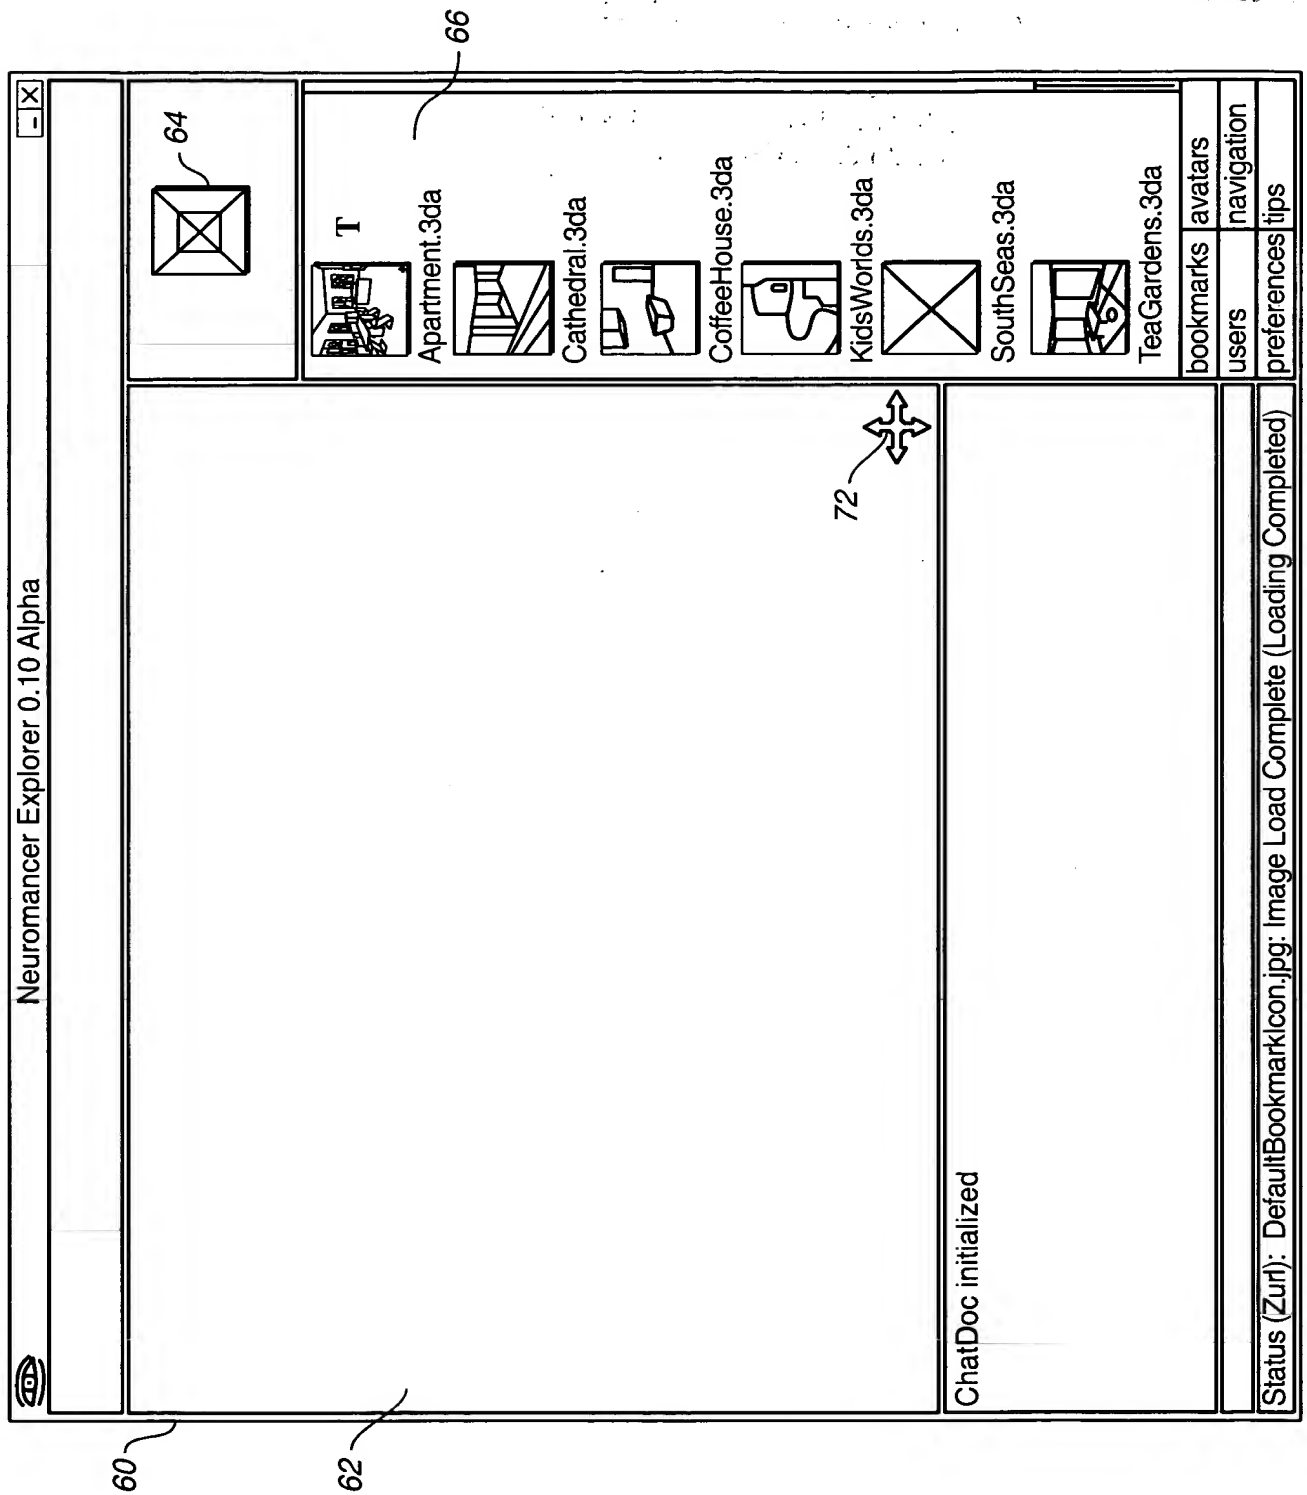 Neuromancer Explorer 0.10 Alpha
- X
60
62
64
66
T
Apartment.3da
Cathedral.3da
CoffeeHouse.3da
KidsWorlds.3da
SouthSeas.3da
TeaGardens.3da
72
ChatDoc initialized
bookmarks avatars
users navigation
preferences tips
Status (Zurl): DefaultBookmarkIcon.jpg: Image Load Complete (Loading Completed)